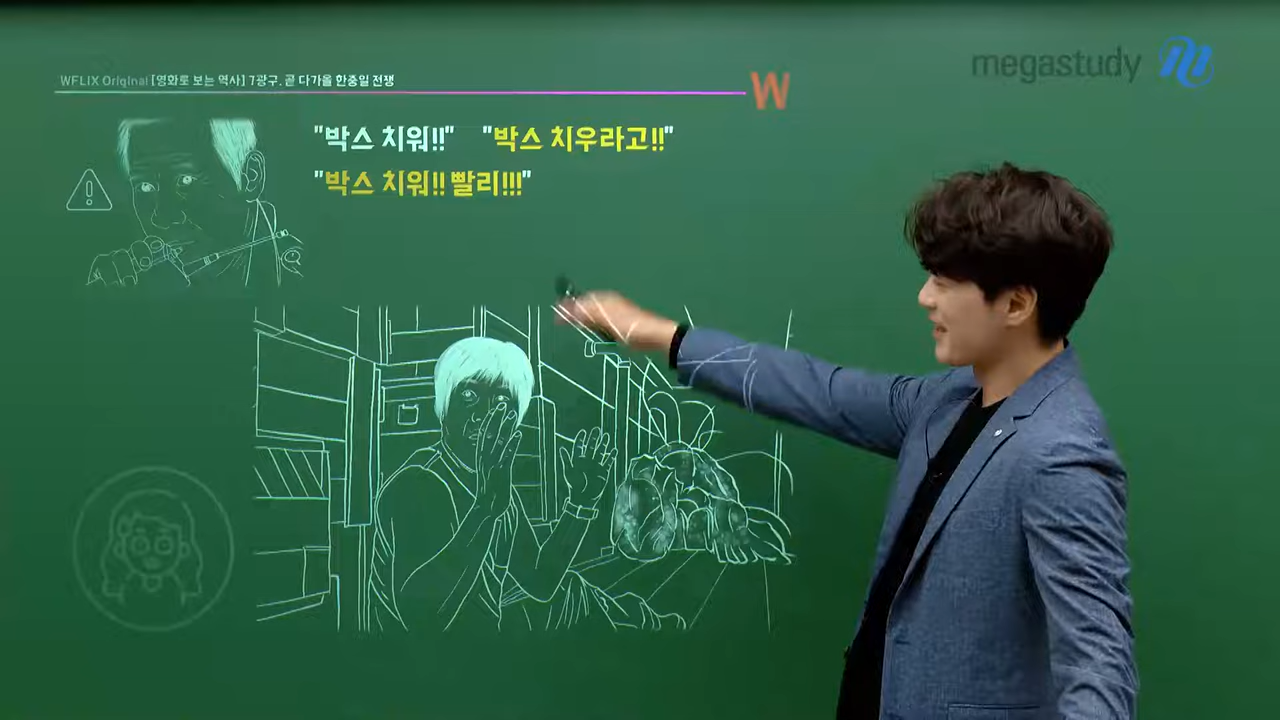 megastudy
WFLIX Original [영화로 보는 역사] 7광구. 곧 다가올 한중일 전쟁
W
"박스 치워!!" "박스 치우라고!!"
"박스 치워!! 빨리!!!"